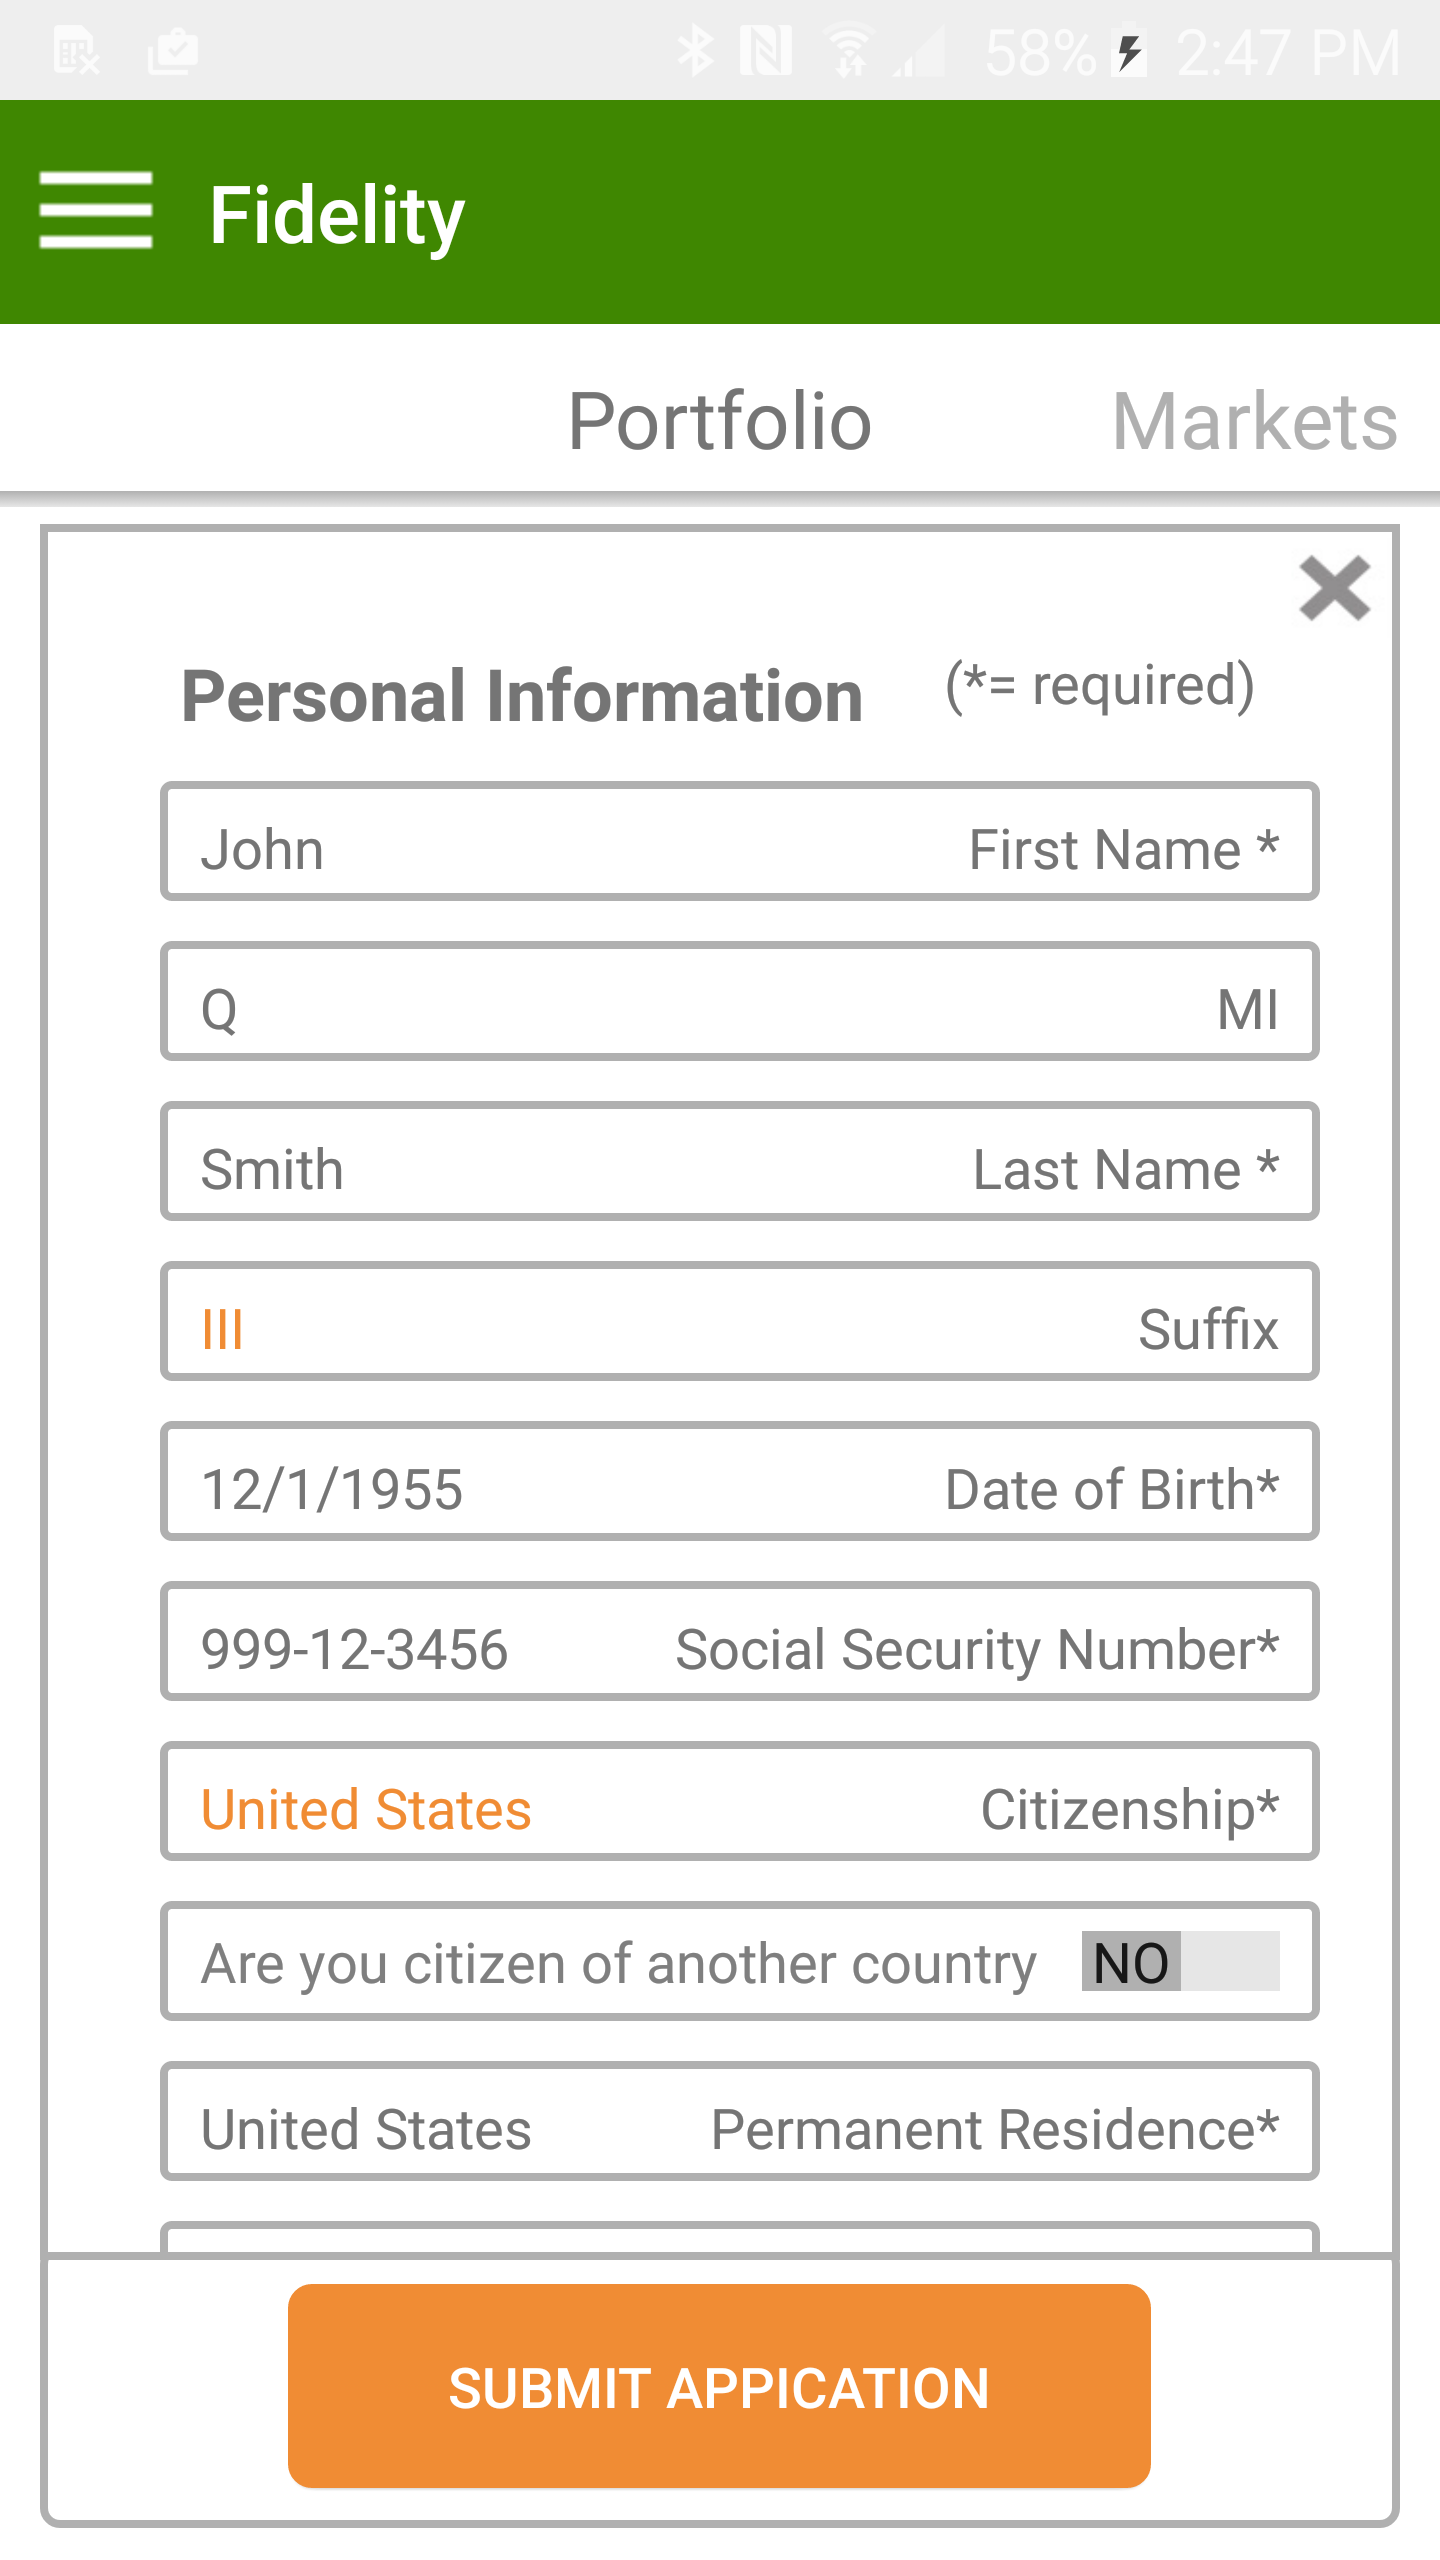 58% 2:47 PM
Fidelity
Portfolio Markets
Personal Information (*= required)
John First Name *
Q MI
Smith Last Name *
III Suffix
12/1/1955 Date of Birth*
999-12-3456 Social Security Number*
United States Citizenship*
Are you citizen of another country NO
United States Permanent Residence*
SUBMIT APPICATION